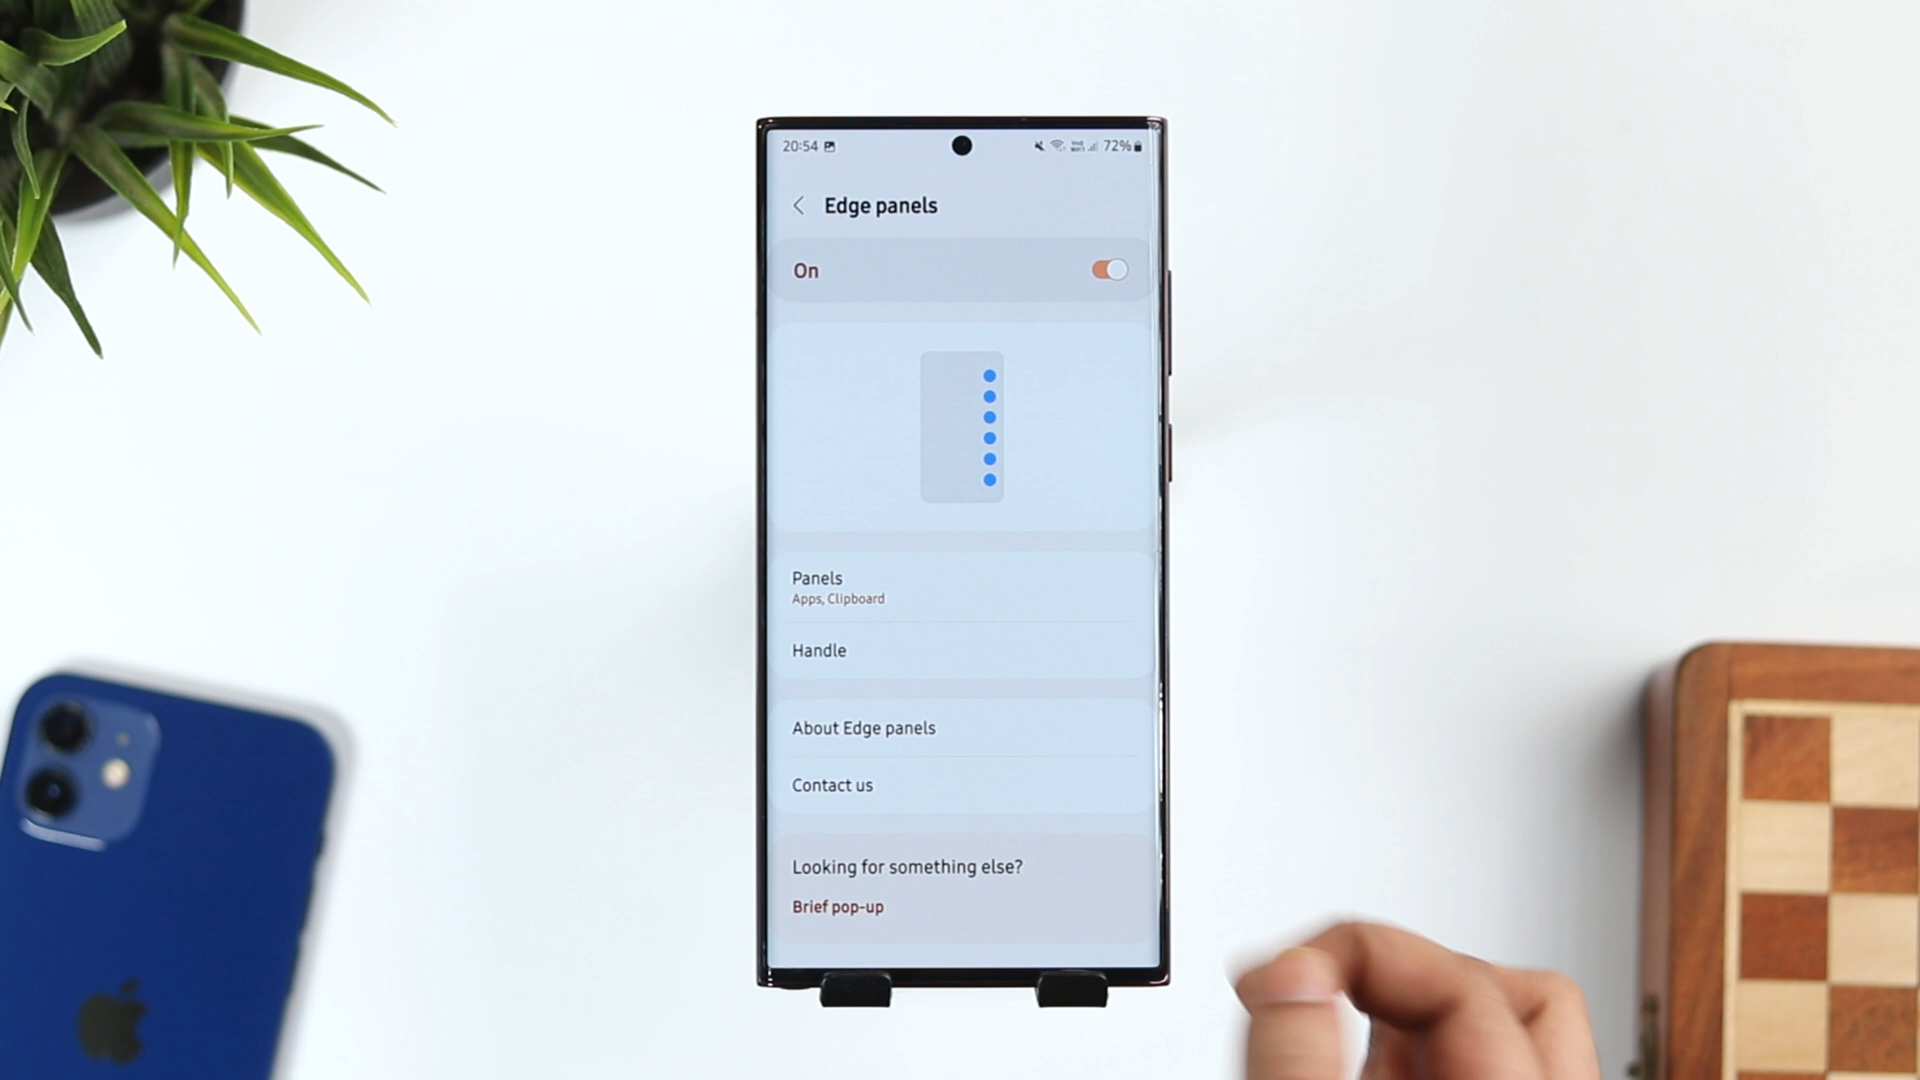 20:54 72%
Edge panels
On
Panels
Apps, Clipboard
Handle
About Edge panels
Contact us
Looking for something else?
Brief pop-up